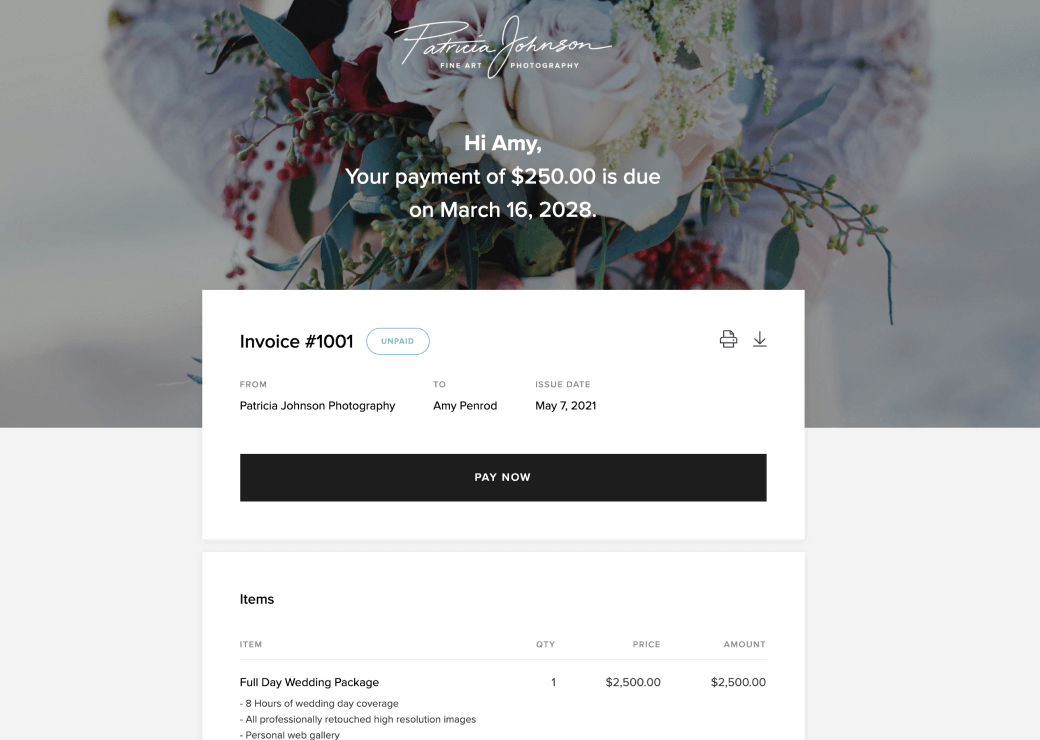 Patricia Johnson
FINE ART PHOTOGRAPHY
Hi Amy,
Your payment of $250.00 is due
on March 16, 2028.
Invoice #1001 UNPAID
FROM TO ISSUE DATE
Patricia Johnson Photography Amy Penrod May 7, 2021
PAY NOW
Items
ITEM QTY PRICE AMOUNT
Full Day Wedding Package 1 $2,500.00 $2,500.00
- 8 Hours of wedding day coverage
- All professionally retouched high resolution images
- Personal web gallery